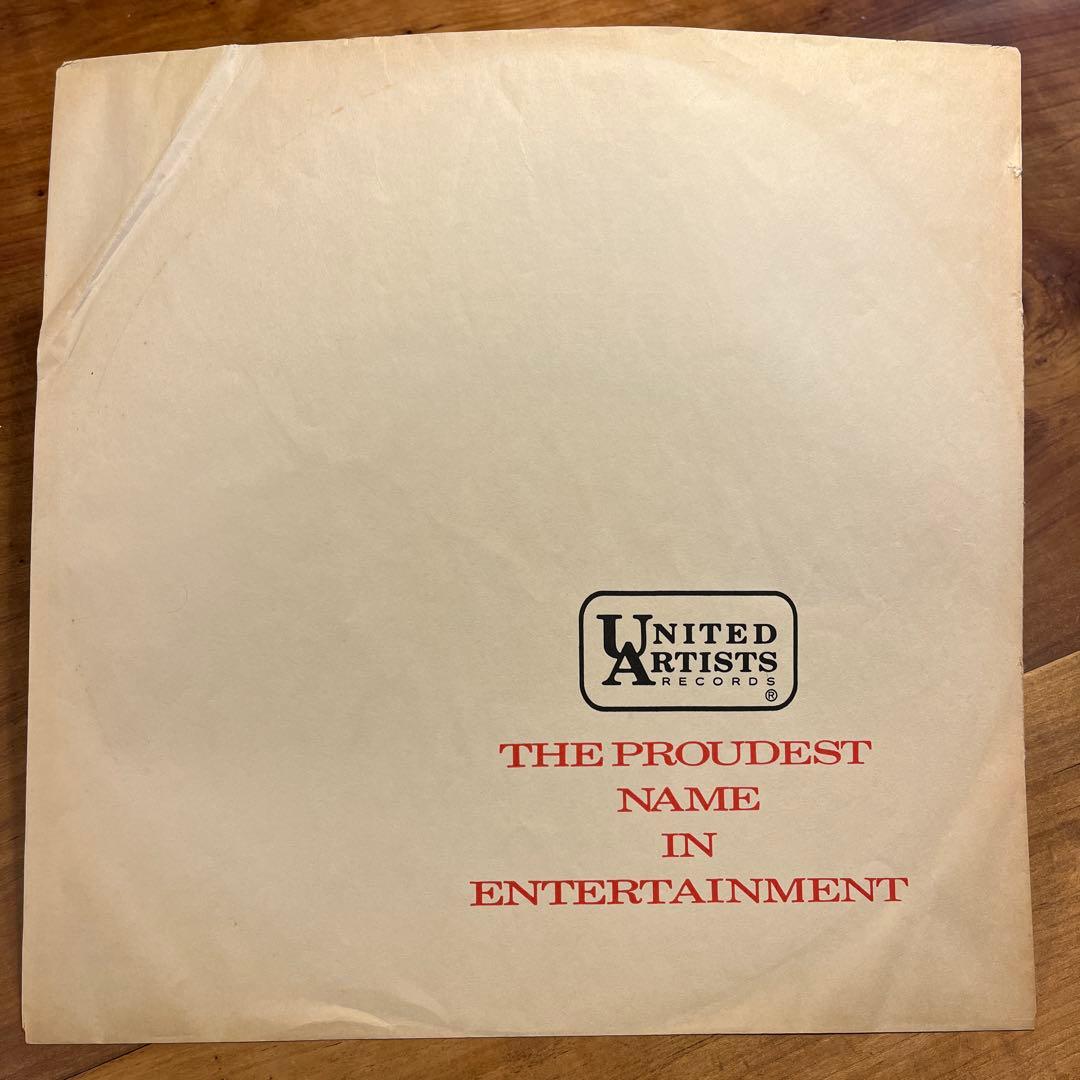 UNITED
ARTISTS
RECORDS
®
THE PROUDEST
NAME
IN
ENTERTAINMENT